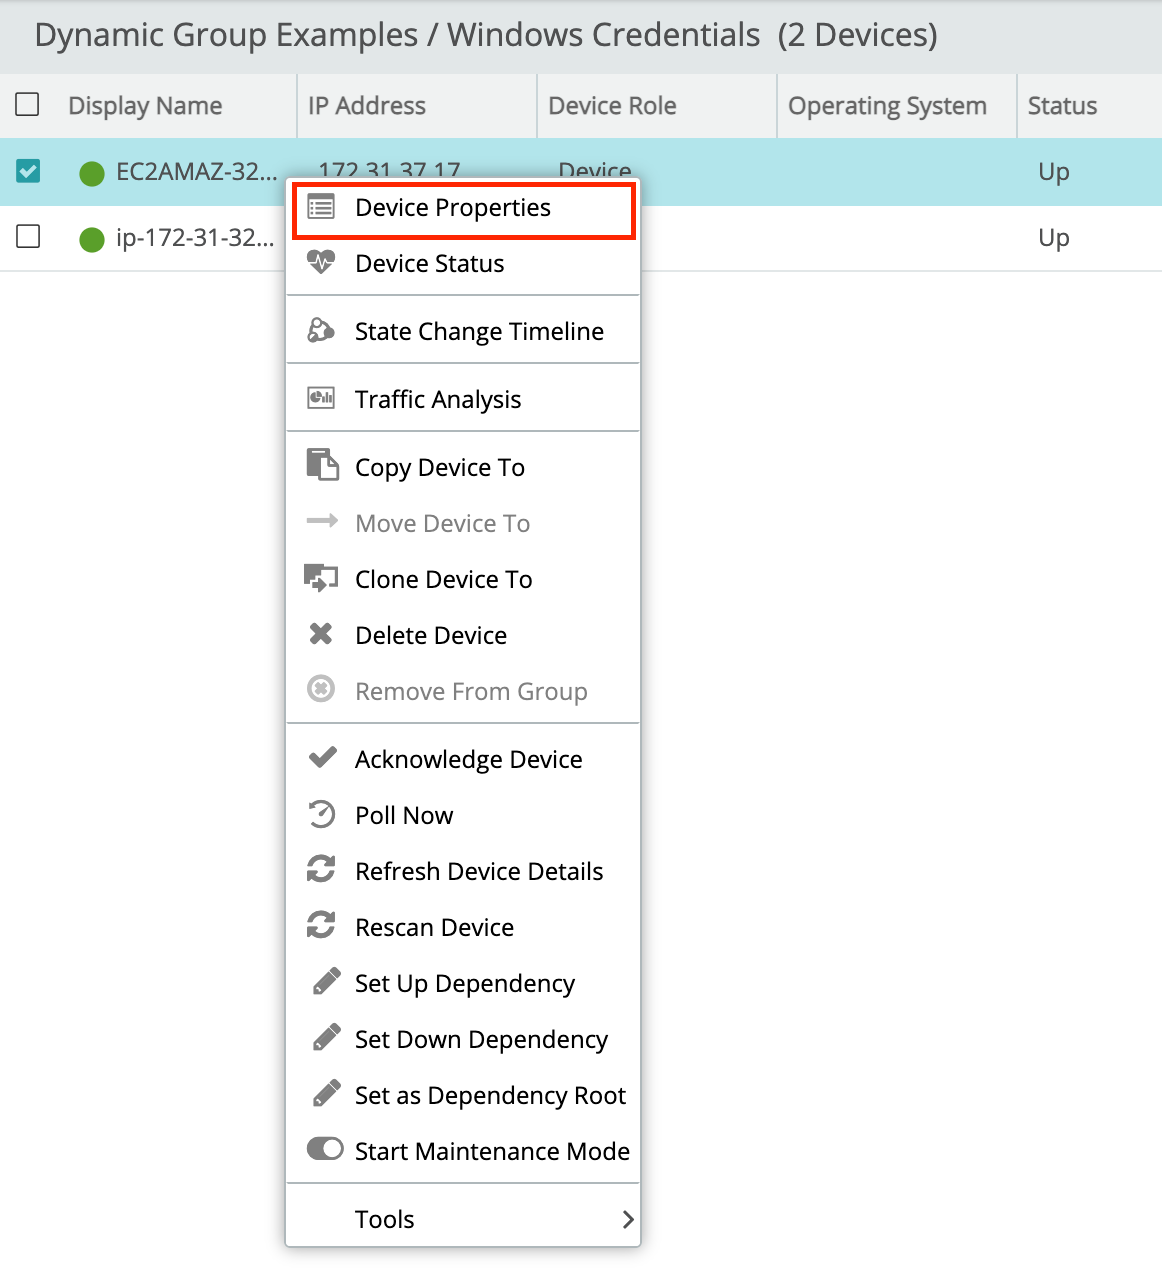 Dynamic Group Examples / Windows Credentials (2 Devices)
Display Name IP Address Device Role Operating System Status
EC2AMAZ-32... 172.31.37.17 Device Up
ip-172-31-32... Up
Device Properties
Device Status
State Change Timeline
Traffic Analysis
Copy Device To
Move Device To
Clone Device To
Delete Device
Remove From Group
Acknowledge Device
Poll Now
Refresh Device Details
Rescan Device
Set Up Dependency
Set Down Dependency
Set as Dependency Root
Start Maintenance Mode
Tools